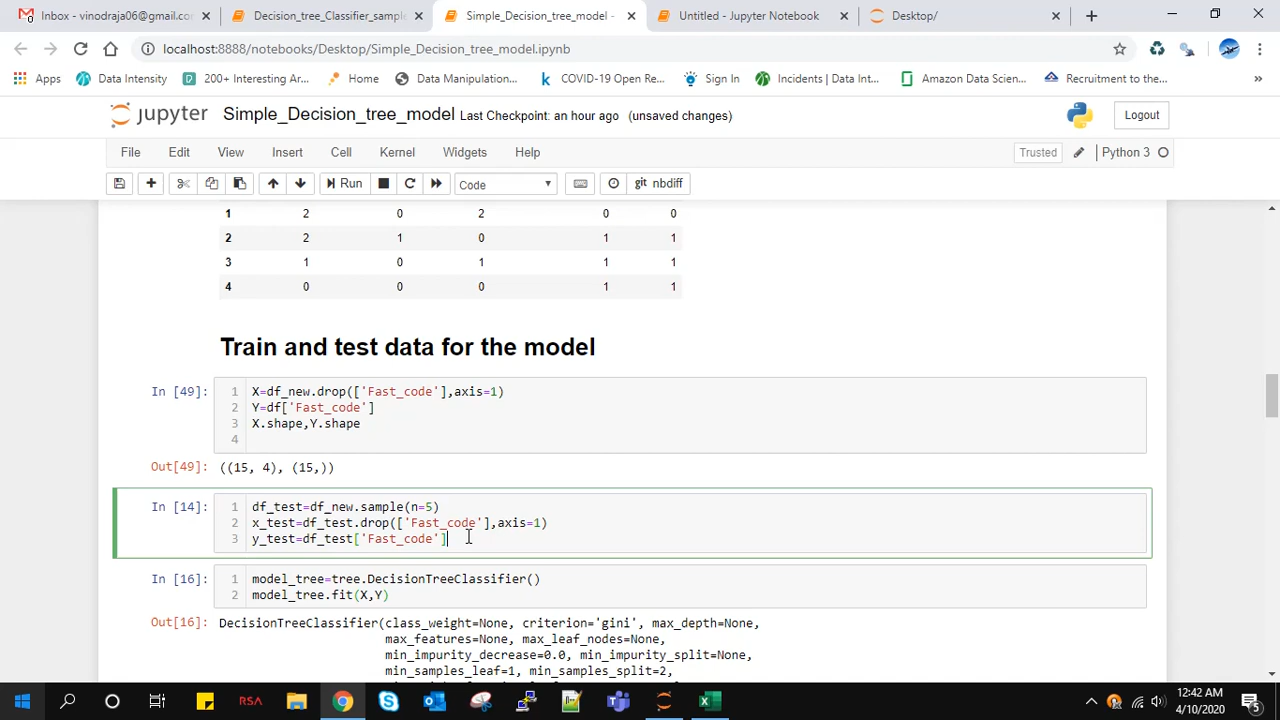 Inbox - vinodraja06@gmail.co
Decision_tree_Classifier_samp
Simple_Decision_tree_model -
Untitled - Jupyter Notebook
Desktop/
localhost:8888/notebooks/Desktop/Simple_Decision_tree_model.ipynb
Apps
Data Intensity
200+ Interesting Ar...
Home
Data Manipulation...
COVID-19 Open Re...
Sign In
Incidents | Data Int...
Amazon Data Scien...
Recruitment to the...
»
jupyter Simple_Decision_tree_model Last Checkpoint: an hour ago (unsaved changes)
Logout
File Edit View Insert Cell Kernel Widgets Help
Trusted
Python 3
Run
Code
git nbdiff
1 2 0 2 0 0
2 2 1 0 1 1
3 1 0 1 1 1
4 0 0 0 1 1
Train and test data for the model
In [49]:
1 X=df_new.drop(['Fast_code'],axis=1)
2 Y=df['Fast_code']
3 X.shape,Y.shape
4
Out[49]: ((15, 4), (15,))
In [14]:
1 df_test=df_new.sample(n=5)
2 x_test=df_test.drop(['Fast_code'],axis=1)
3 y_test=df_test['Fast_code']
In [16]:
1 model_tree=tree.DecisionTreeClassifier()
2 model_tree.fit(X,Y)
Out[16]: DecisionTreeClassifier(class_weight=None, criterion='gini', max_depth=None,
max_features=None, max_leaf_nodes=None,
min_impurity_decrease=0.0, min_impurity_split=None,
min_samples_leaf=1, min_samples_split=2,
RSA
12:42 AM
4/10/2020
5